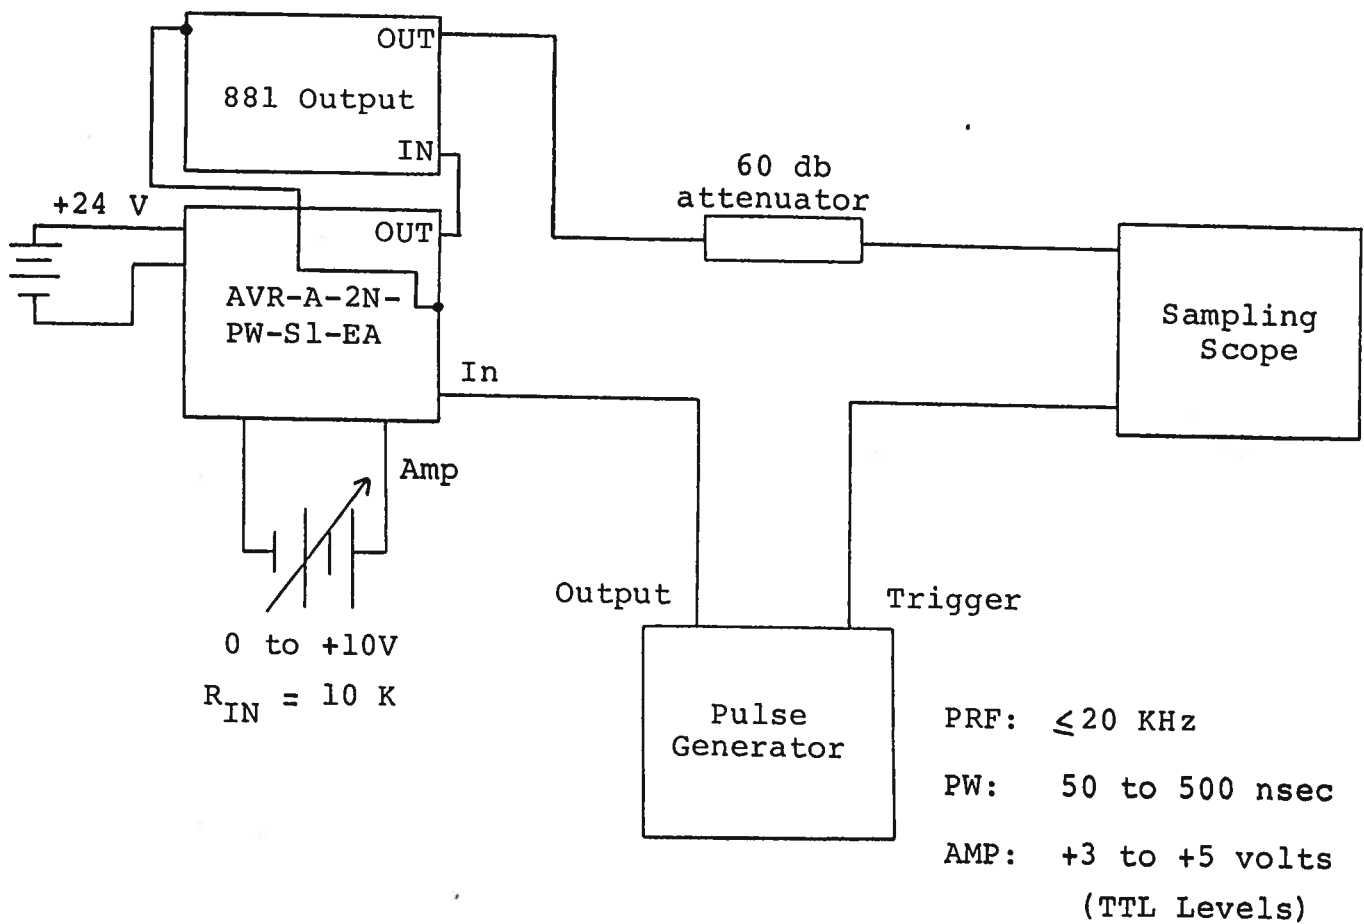 OUT
881 Output
IN
+24 V
OUT
AVR-A-2N-
PW-S1-EA
In
Amp
0 to +10V
RIN = 10 K
60 db
attenuator
Sampling
Scope
Output
Trigger
Pulse
Generator
PRF: ≤20 KHz
PW: 50 to 500 nsec
AMP: +3 to +5 volts
(TTL Levels)